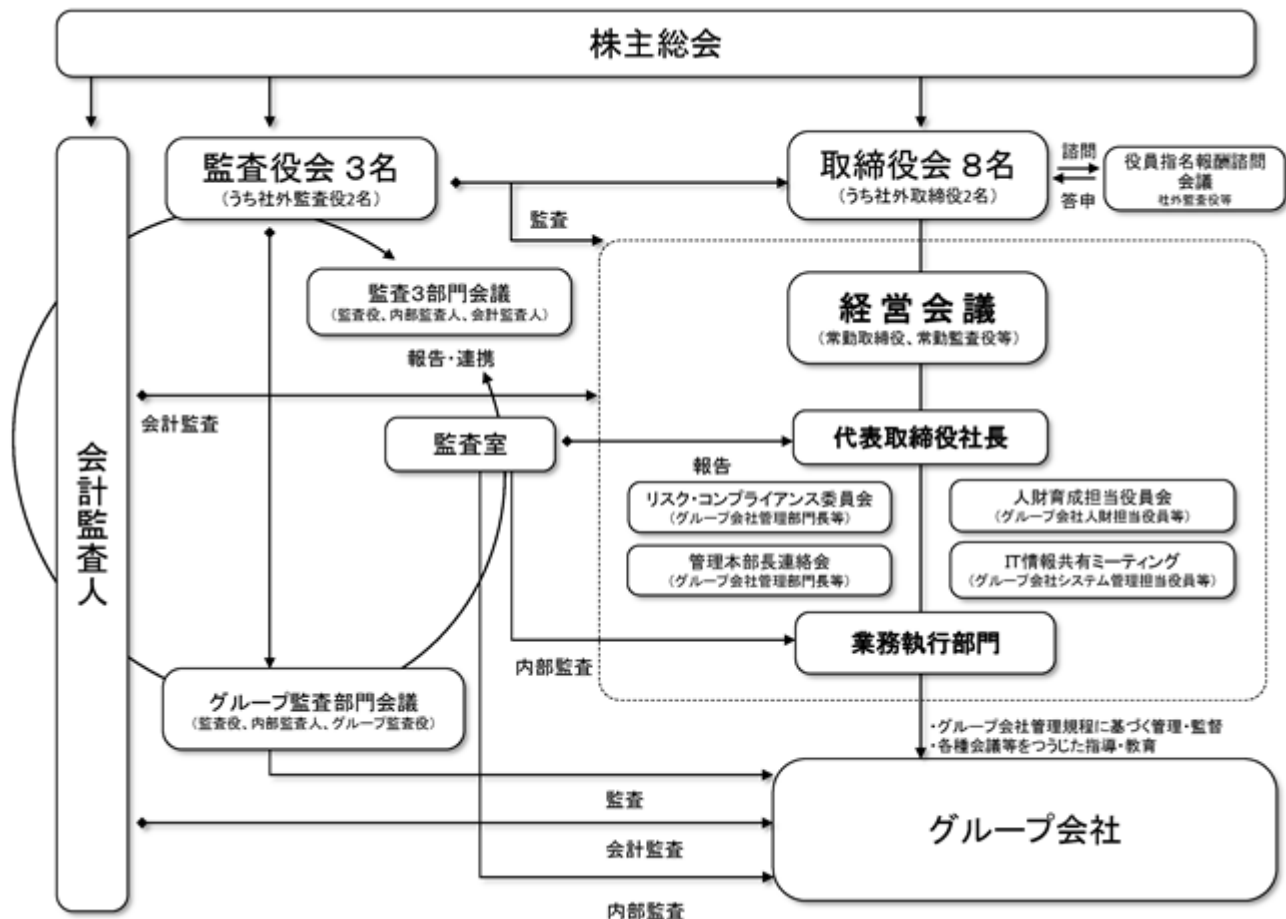 株主総会
監査役会 3名
(うち社外監査役2名)
取締役会 8名
(うち社外取締役2名)
諮問
答申
役員指名報酬諮問
会議
社外監査役等
監査
監査3部門会議
(監査役、内部監査人、会計監査人)
経営会議
(常勤取締役、常勤監査役等)
報告・連携
会計監査
会計監査人
監査室
報告
代表取締役社長
リスク・コンプライアンス委員会
(グループ会社管理部門長等)
人財育成担当役員会
(グループ会社人財担当役員等)
管理本部長連絡会
(グループ会社管理部門長等)
IT情報共有ミーティング
(グループ会社システム管理担当役員等)
内部監査
業務執行部門
グループ監査部門会議
(監査役、内部監査人、グループ監査役)
・グループ会社管理規程に基づく管理・監督
・各種会議等をつうじた指導・教育
監査
会計監査
内部監査
グループ会社